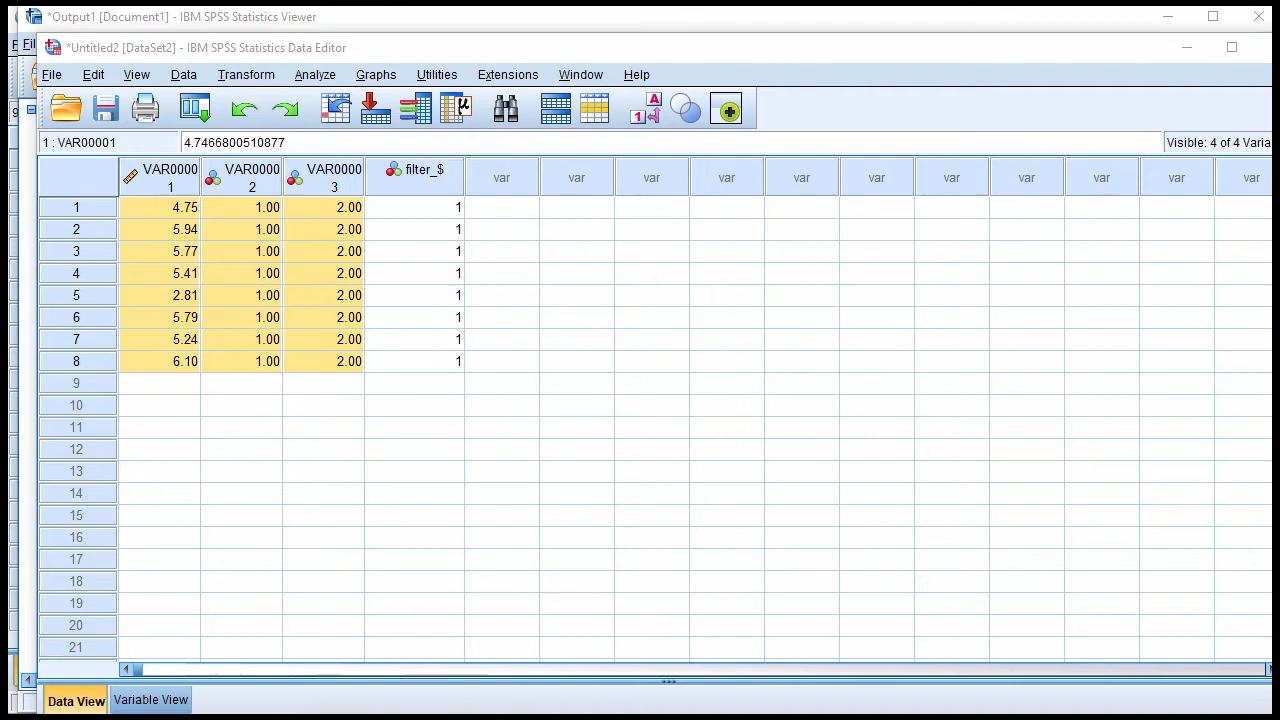 *Output1 [Document1] - IBM SPSS Statistics Viewer
*Untitled2 [DataSet2] - IBM SPSS Statistics Data Editor
File Edit View Data Transform Analyze Graphs Utilities Extensions Window Help
1 : VAR00001 4.7466800510877 Visible: 4 of 4 Varia
VAR0000 VAR0000 VAR0000 filter_$ var var var var var var var var var var var
1 2 3
1 4.75 1.00 2.00 1
2 5.94 1.00 2.00 1
3 5.77 1.00 2.00 1
4 5.41 1.00 2.00 1
5 2.81 1.00 2.00 1
6 5.79 1.00 2.00 1
7 5.24 1.00 2.00 1
8 6.10 1.00 2.00 1
9
10
11
12
13
14
15
16
17
18
19
20
21
Data View Variable View